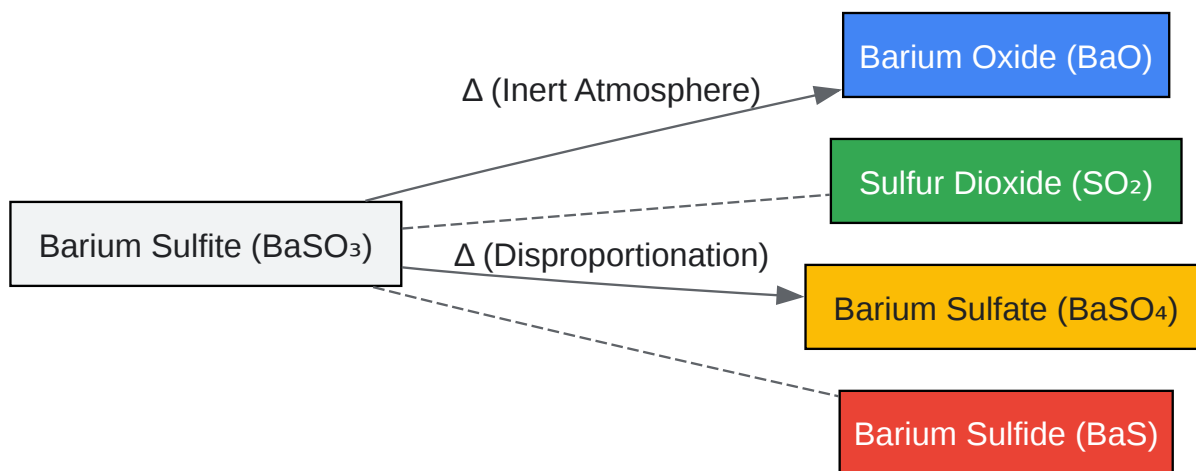 Barium Oxide (BaO)
Δ (Inert Atmosphere)
Sulfur Dioxide (SO₂)
Barium Sulfite (BaSO₃)
Δ (Disproportionation)
Barium Sulfate (BaSO₄)
Barium Sulfide (BaS)